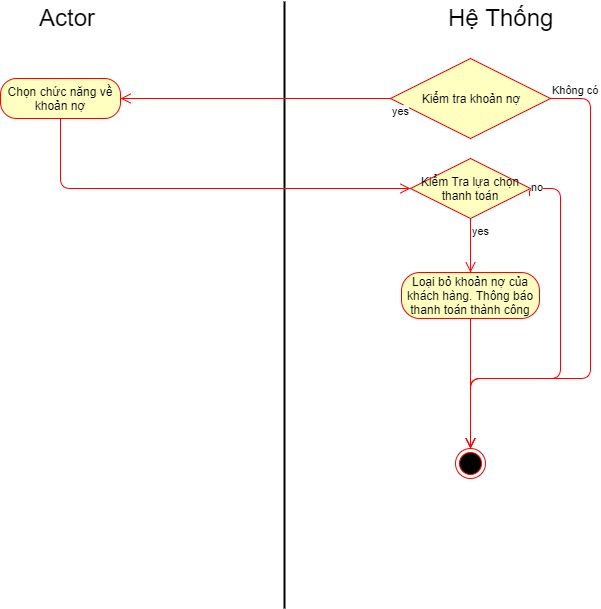 Actor
Hệ Thống
Không có
Kiểm tra khoản nợ
yes
Chọn chức năng về
khoản nợ
Kiểm Tra lựa chọn
thanh toán
no
yes
Loại bỏ khoản nợ của
khách hàng. Thông báo
thanh toán thành công